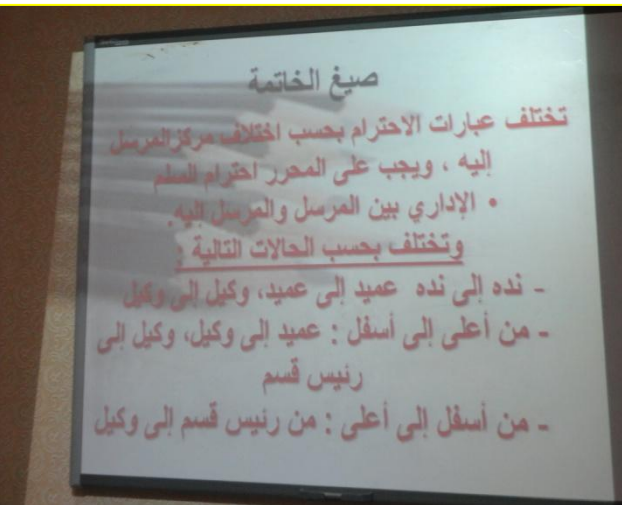 صيغ الخاتمة
تختلف عبارات الاحترام بحسب اختلاف مركزالمرسل
إليه ، ويجب على المحرر احترام السلم
• الإداري بين المرسل والمرسل إليه.
وتختلف بحسب الحالات التالية :
- نده إلى نده عميد إلى عميد، وكيل إلى وكيل
- من أعلى إلى أسفل : عميد إلى وكيل، وكيل إلى
رئيس قسم
- من أسفل إلى أعلى : من رئيس قسم إلى وكيل